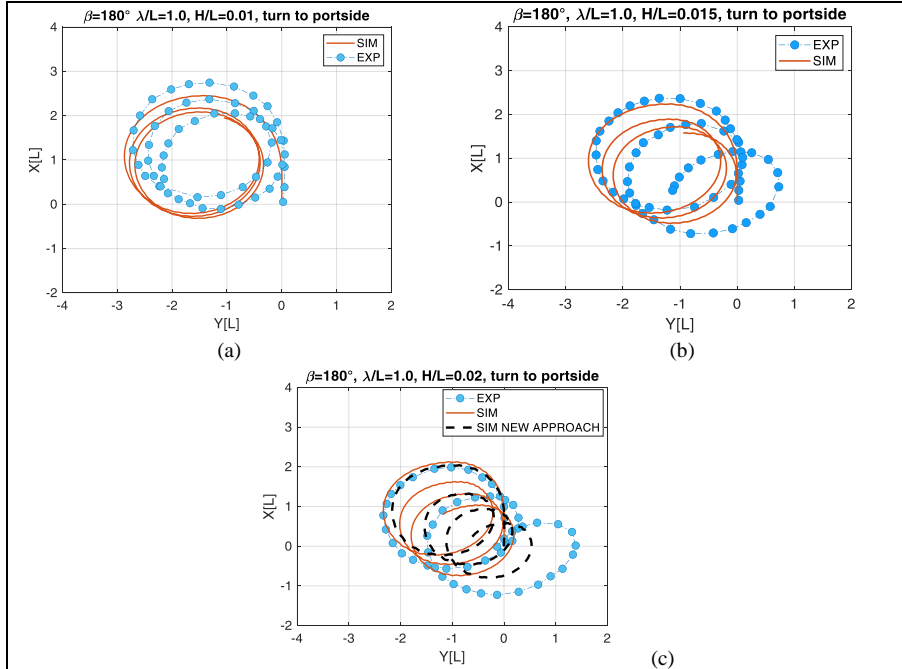 β=180° λ/L=1.0, H/L=0.01, turn to portside
4
3
2
1
0
-1
-2
X[L]
SIM
EXP
-4 -3 -2 -1 0 1 2
Y[L]
(a)
β=180°, λ/L=1.0, H/L=0.015, turn to portside
4
3
2
1
0
-1
-2
X[L]
EXP
SIM
-4 -3 -2 -1 0 1 2
Y[L]
(b)
β=180°, λ/L=1.0, H/L=0.02, turn to portside
4
3
2
1
0
-1
-2
X[L]
EXP
SIM
SIM NEW APPROACH
-4 -3 -2 -1 0 1 2
Y[L]
(c)